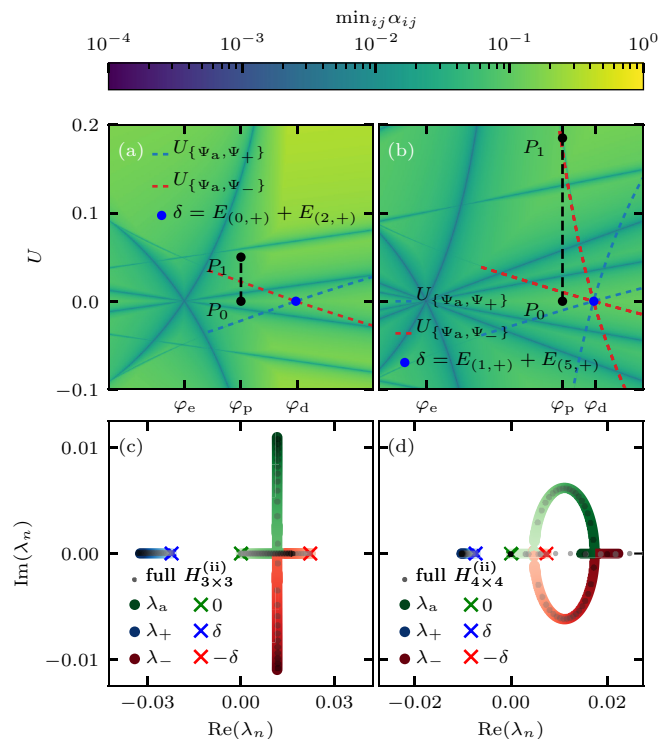 min_{ij} α_{ij}
10^{-4} 10^{-3} 10^{-2} 10^{-1} 10^{0}
(a)
U_{\{Ψ_a,Ψ_+\}}
U_{\{Ψ_a,Ψ_-\}}
δ = E_{(0,+)} + E_{(2,+)}
P_1
P_0
U
0.2
0.1
0.0
−0.1
φ_e φ_p φ_d
(b)
P_1
P_0
U_{\{Ψ_a,Ψ_+\}}
U_{\{Ψ_a,Ψ_-\}}
δ = E_{(1,+)} + E_{(5,+)}
φ_e φ_p φ_d
(c)
Im(λ_n)
0.01
0.00
−0.01
full H_{3×3}^{(ii)}
λ_a 0
λ_+ δ
λ_- −δ
−0.03 0.00 0.03
Re(λ_n)
(d)
full H_{4×4}^{(ii)}
λ_a 0
λ_+ δ
λ_- −δ
−0.02 0.00 0.02
Re(λ_n)